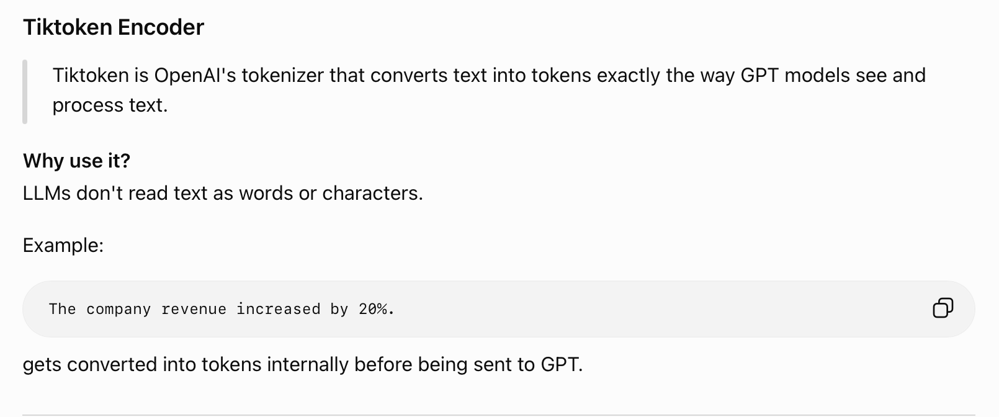 Tiktoken Encoder
Tiktoken is OpenAI's tokenizer that converts text into tokens exactly the way GPT models see and
process text.
Why use it?
LLMs don't read text as words or characters.
Example:
The company revenue increased by 20%.
gets converted into tokens internally before being sent to GPT.